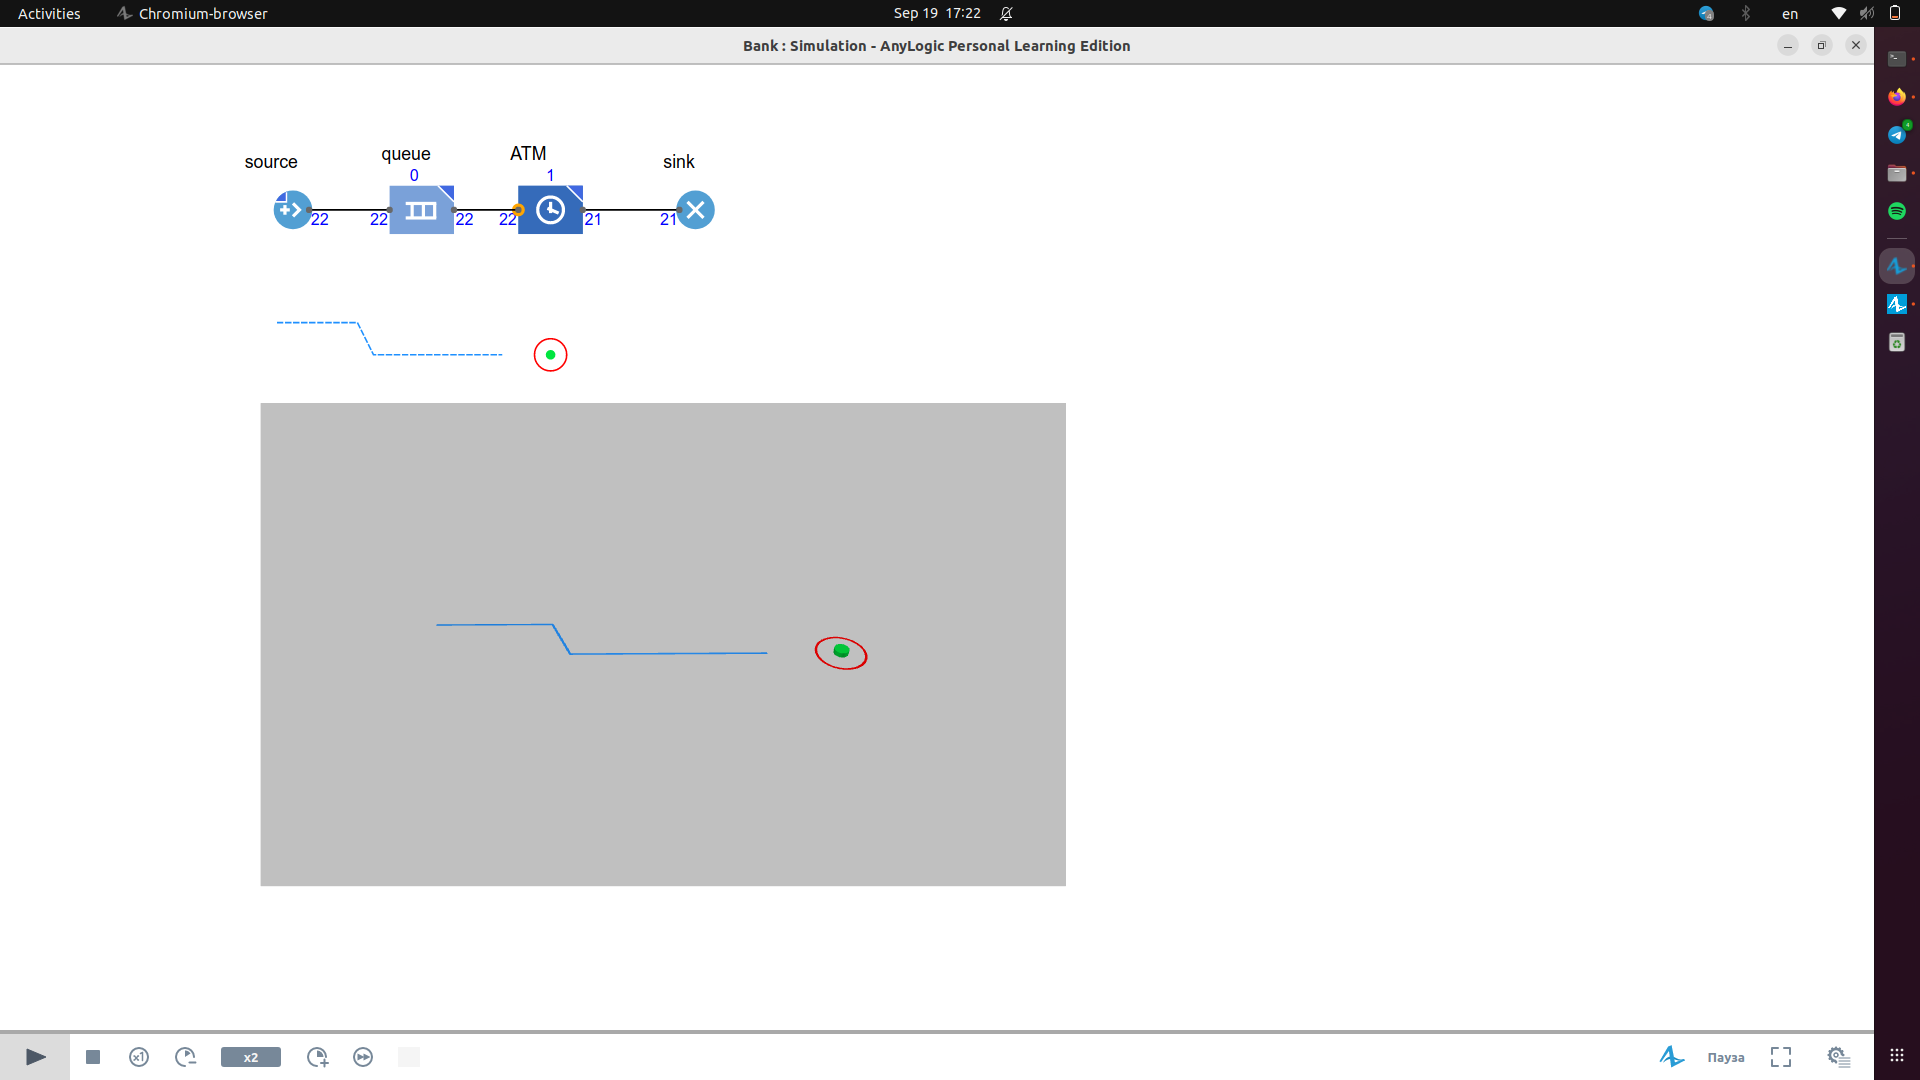 Activities
Chromium-browser
Sep 19 17:22
en
Bank : Simulation - AnyLogic Personal Learning Edition
source
queue
ATM
sink
0
1
22
22
22
22
21
21
x1
x2
Пауза